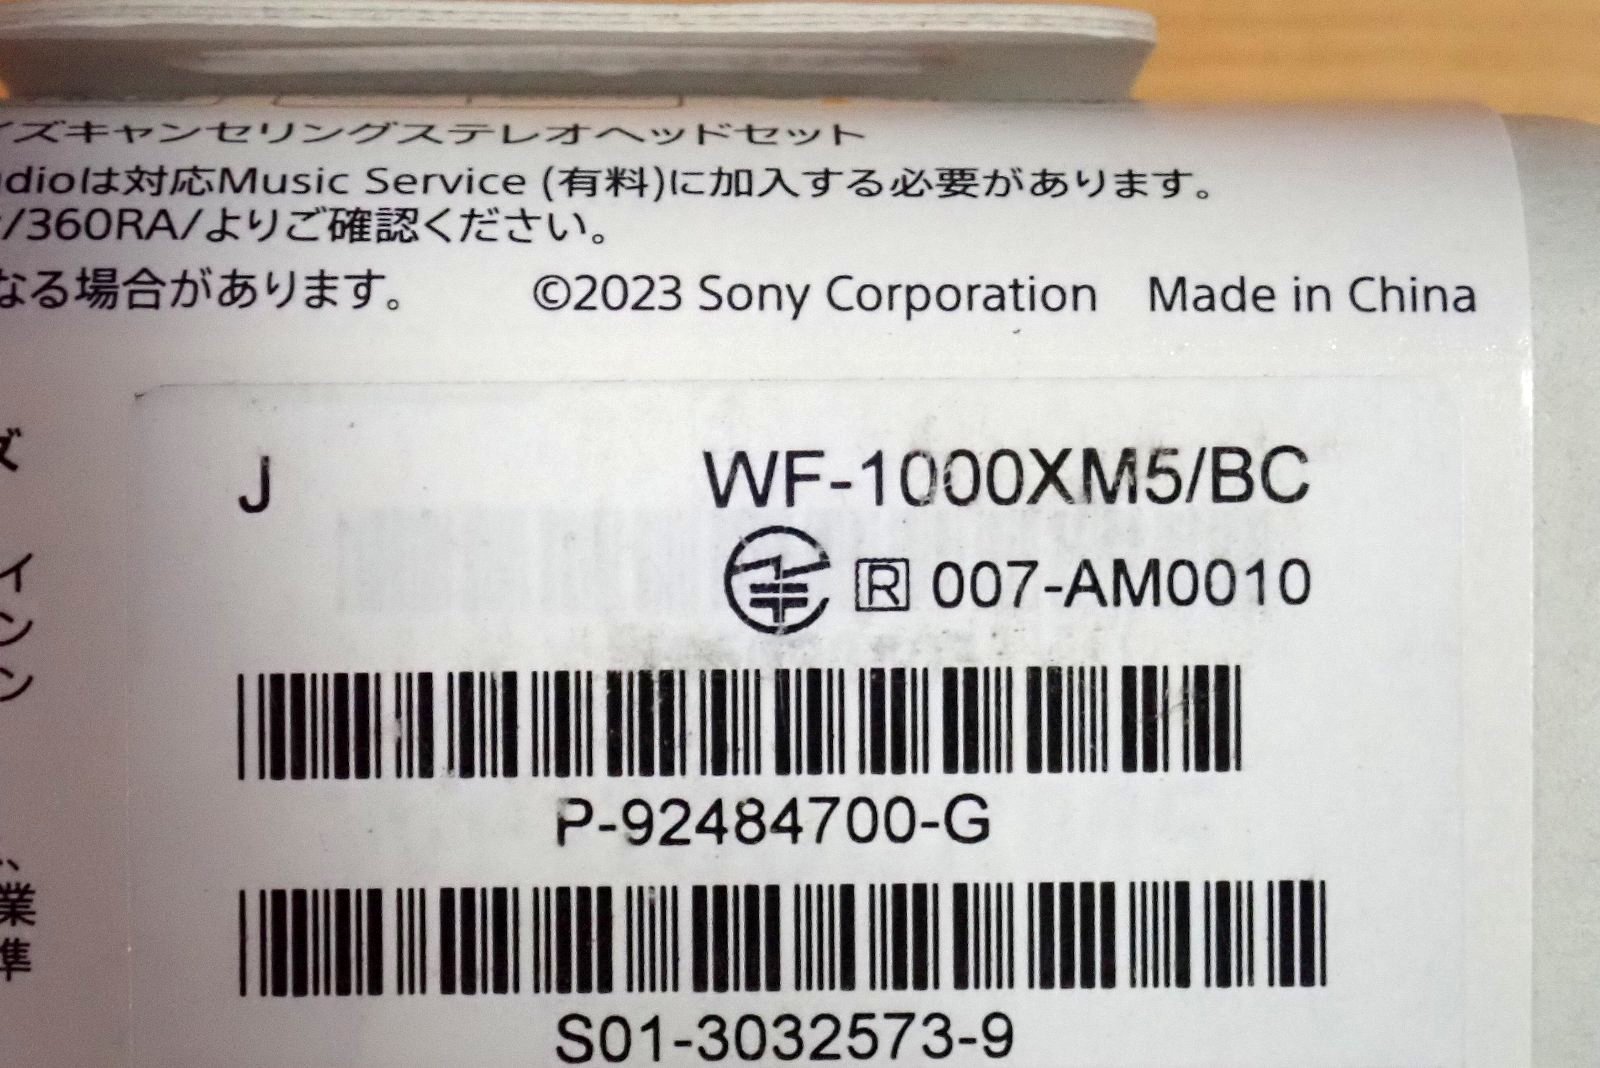 イズキャンセリングステレオヘッドセット
udioは対応Music Service (有料)に加入する必要があります。
/360RA/よりご確認ください。
なる場合があります。 ©2023 Sony Corporation Made in China
ズ
J WF-1000XM5/BC
R 007-AM0010
イ
ン
ン
P-92484700-G
業
準
S01-3032573-9